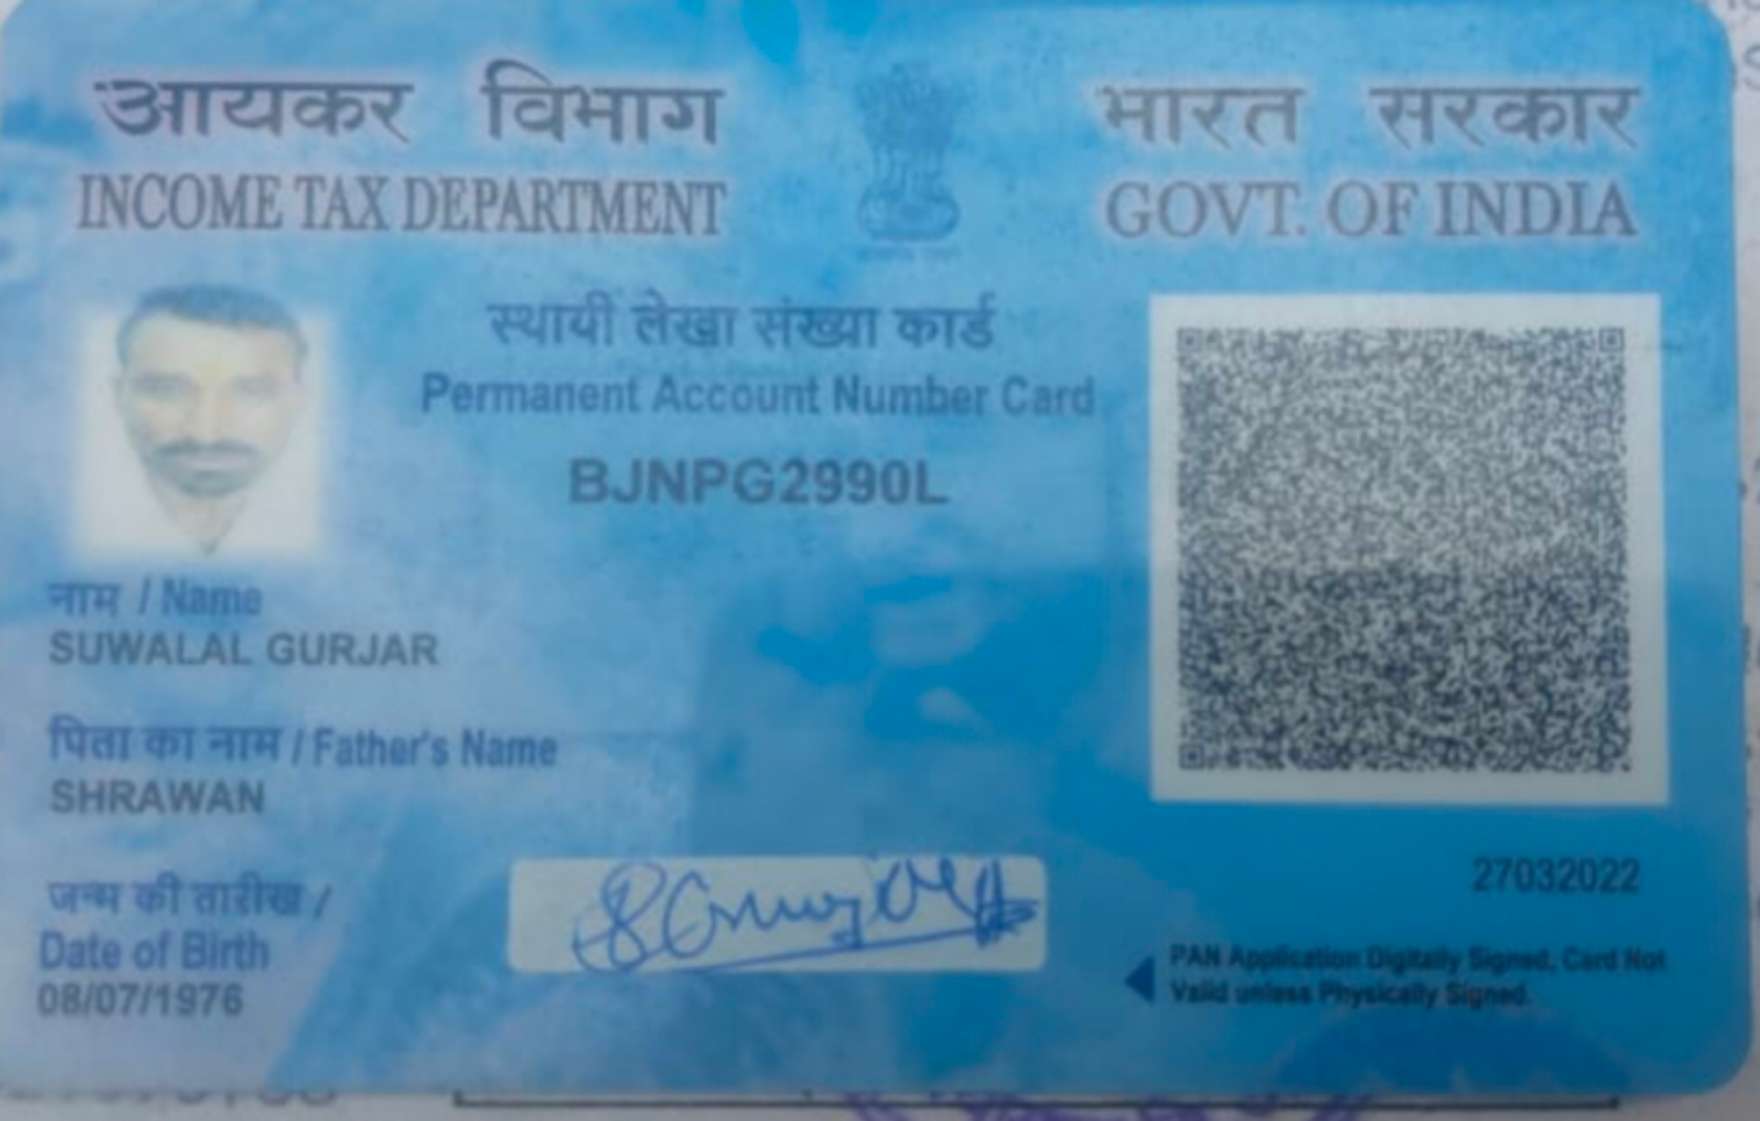 आयकर विभाग
INCOME TAX DEPARTMENT
भारत सरकार
GOVT. OF INDIA
स्थायी लेखा संख्या कार्ड
Permanent Account Number Card
BJNPG2990L
नाम / Name
SUWALAL GURJAR
पिता का नाम / Father's Name
SHRAWAN
जन्म की तारीख /
Date of Birth
08/07/1976
27032022
PAN Application Digitally Signed, Card Not
Valid unless Physically Signed.